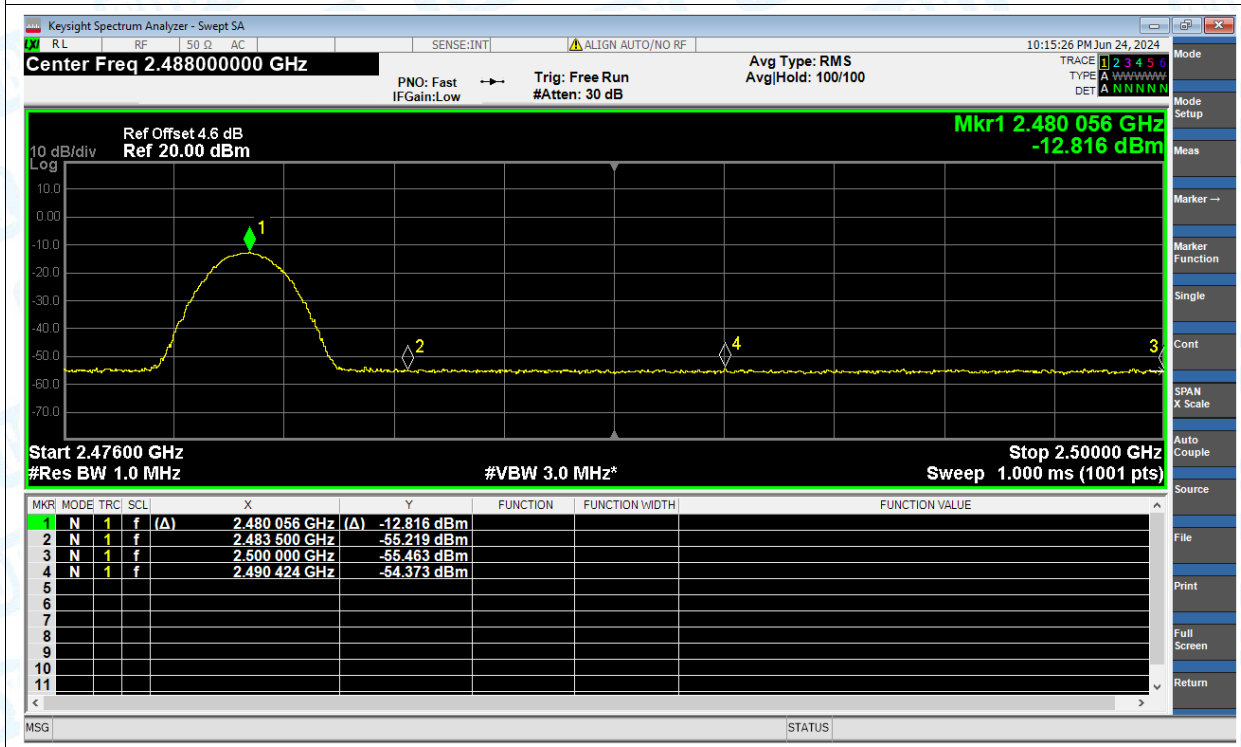 Keysight Spectrum Analyzer - Swept SA
LXI RL RF 50 Ω AC SENSE:INT ALIGN AUTO/NO RF 10:15:26 PM Jun 24, 2024
Center Freq 2.488000000 GHz
PNO: Fast
IFGain:Low
Trig: Free Run
#Atten: 30 dB
Avg Type: RMS
Avg|Hold: 100/100
TRACE 1 2 3 4 5 6
TYPE A WWWWW
DET A N N N N N
Mkr1 2.480 056 GHz
-12.816 dBm
Ref Offset 4.6 dB
10 dB/div Ref 20.00 dBm
Log
10.0
0.00
-10.0
-20.0
-30.0
-40.0
-50.0
-60.0
-70.0
1
2
4
3
Start 2.47600 GHz Stop 2.50000 GHz
#Res BW 1.0 MHz #VBW 3.0 MHz* Sweep 1.000 ms (1001 pts)
MKR MODE TRC SCL X Y FUNCTION FUNCTION WIDTH FUNCTION VALUE
1 N 1 f (Δ) 2.480 056 GHz (Δ) -12.816 dBm
2 N 1 f 2.483 500 GHz -55.219 dBm
3 N 1 f 2.500 000 GHz -55.463 dBm
4 N 1 f 2.490 424 GHz -54.373 dBm
5
6
7
8
9
10
11
MSG STATUS
Mode
Mode
Setup
Meas
Marker →
Marker
Function
Single
Cont
SPAN
X Scale
Auto
Couple
Source
File
Print
Full
Screen
Return